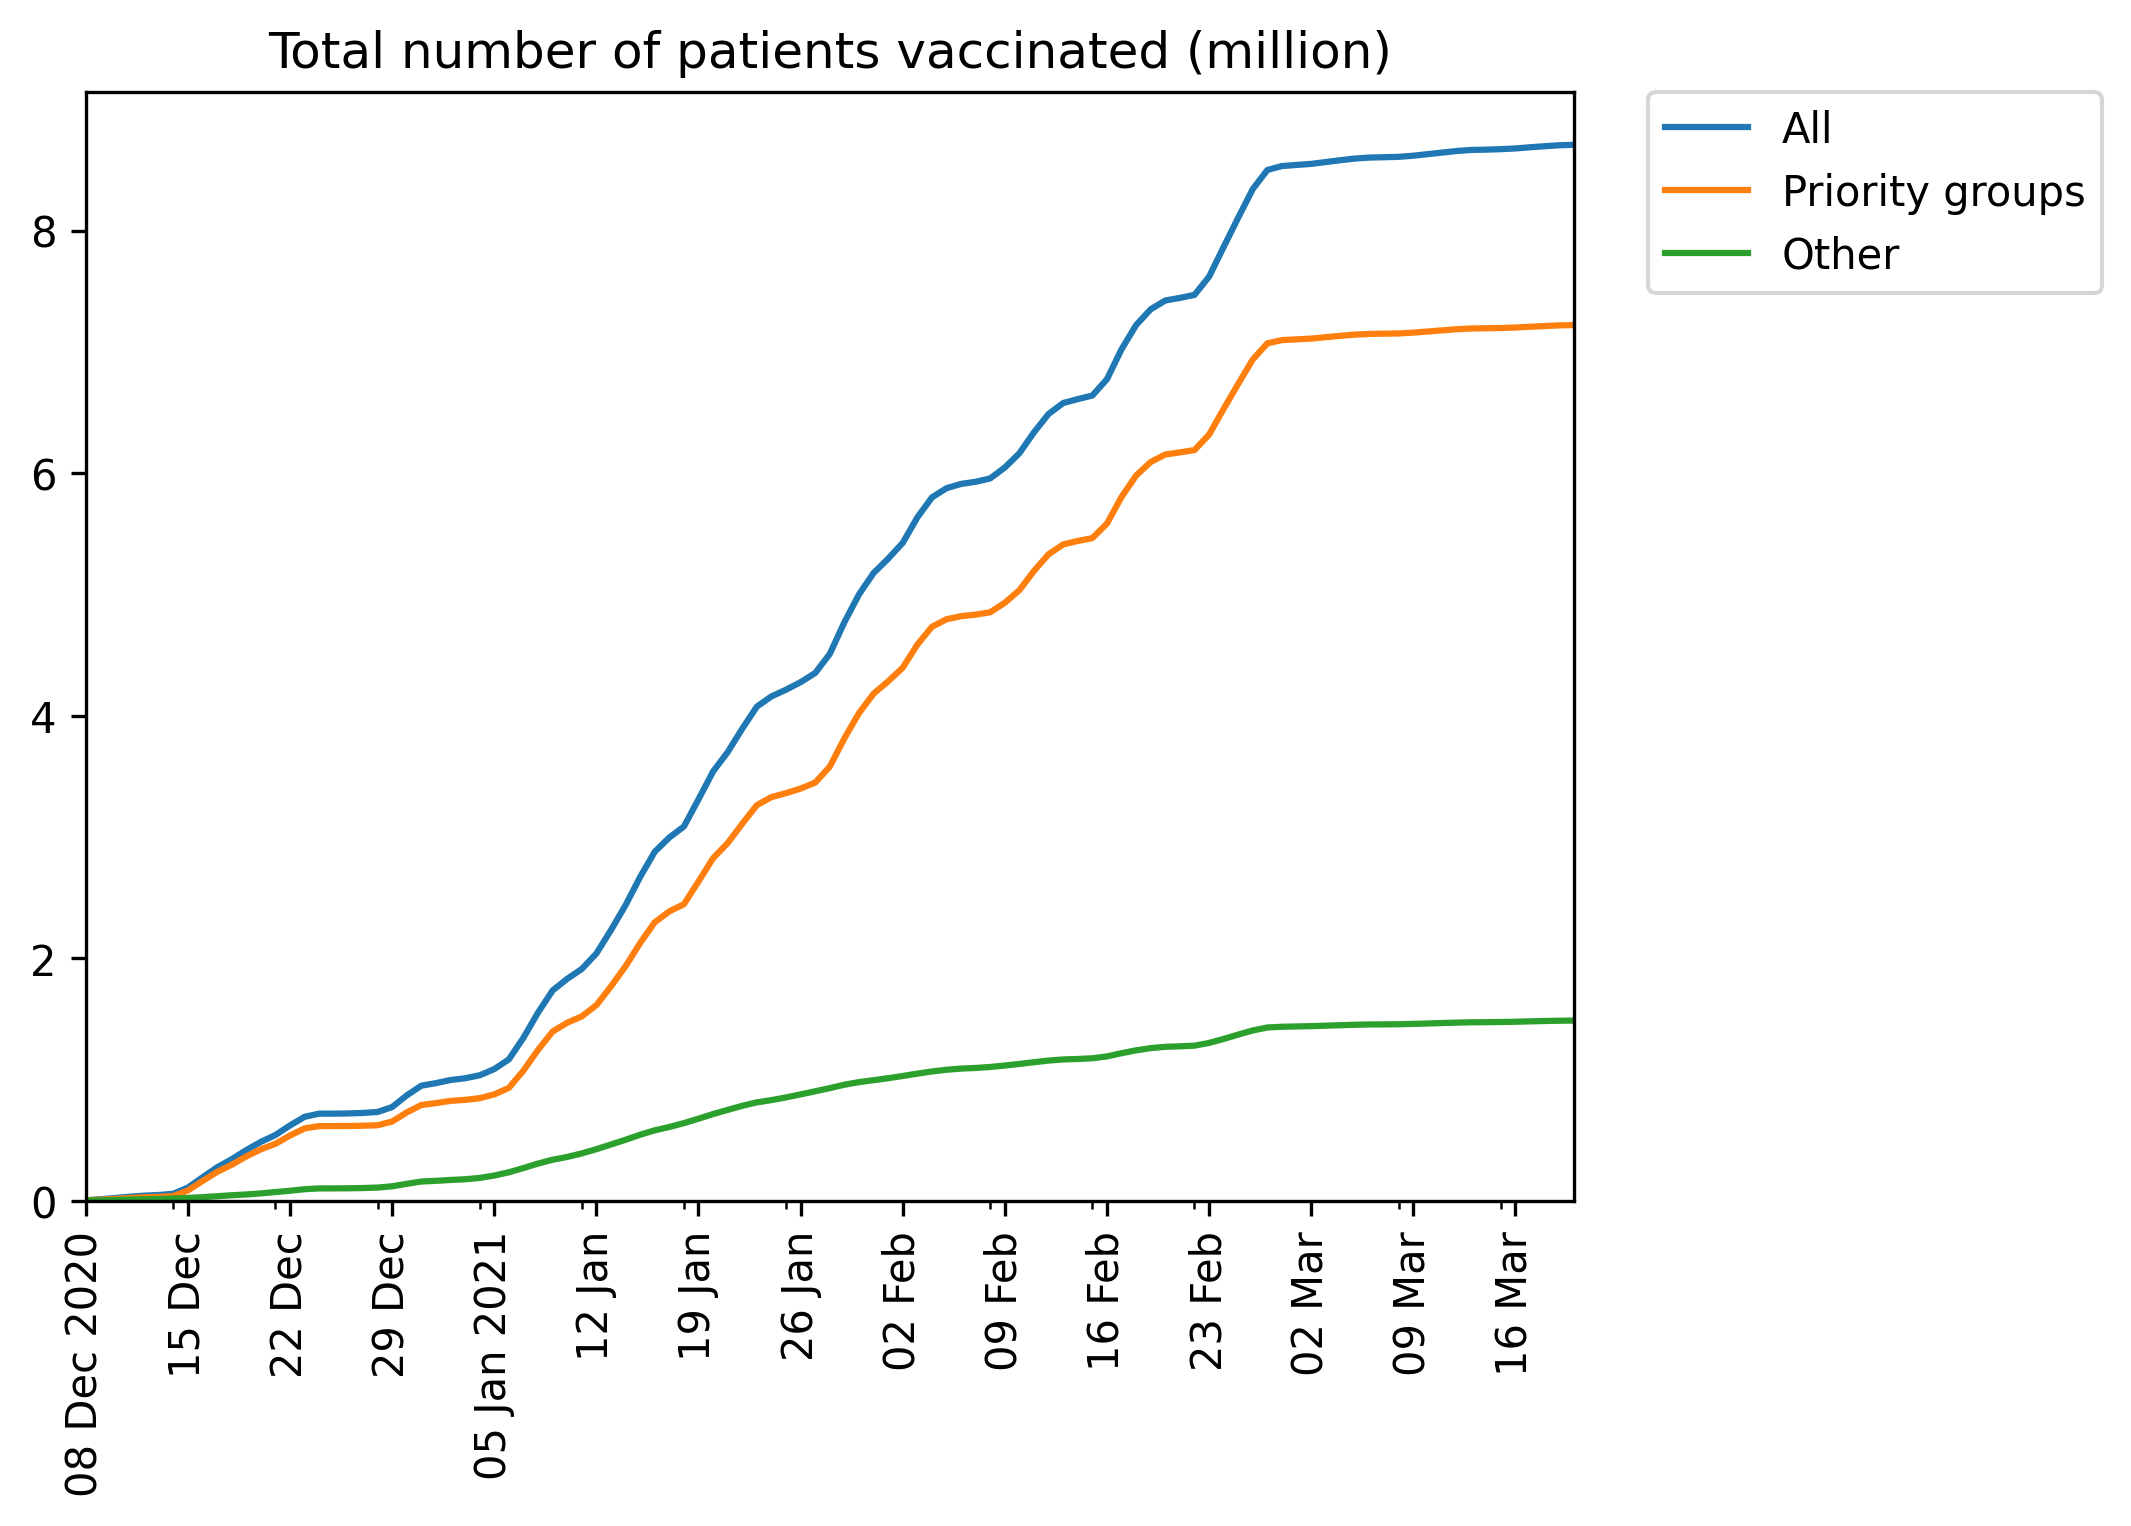 Total number of patients vaccinated (million)
All
Priority groups
Other
8
6
4
2
0
08 Dec 2020
15 Dec
22 Dec
29 Dec
05 Jan 2021
12 Jan
19 Jan
26 Jan
02 Feb
09 Feb
16 Feb
23 Feb
02 Mar
09 Mar
16 Mar